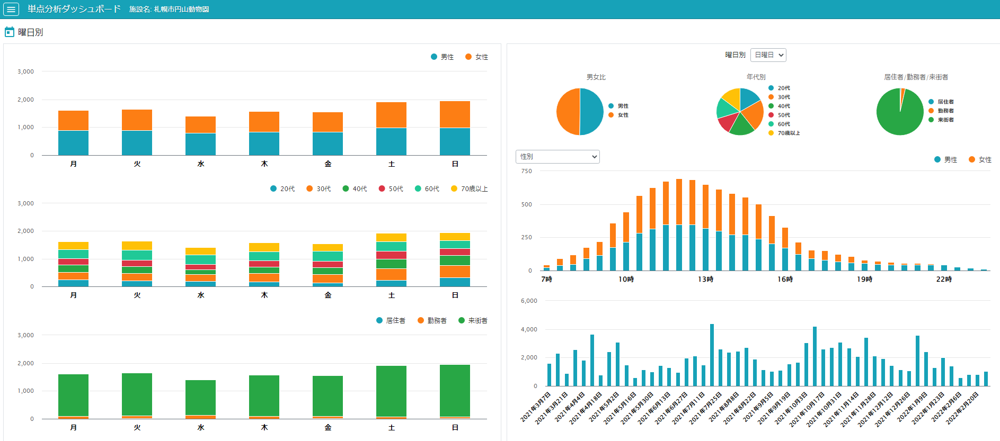 単点分析ダッシュボード 施設名: 札幌市円山動物園
曜日別
男性 女性
3,000
2,000
1,000
0
月 火 水 木 金 土 日
20代 30代 40代 50代 60代 70歳以上
3,000
2,000
1,000
0
月 火 水 木 金 土 日
居住者 勤務者 来街者
3,000
2,000
1,000
0
月 火 水 木 金 土 日
曜日別 日曜日
男女比
男性
女性
年代別
20代
30代
40代
50代
60代
70歳以上
居住者/勤務者/来街者
居住者
勤務者
来街者
性別
男性 女性
750
500
250
0
7時 10時 13時 16時 19時 22時
6,000
4,000
2,000
0
2021年3月7日
2021年3月21日
2021年4月4日
2021年4月18日
2021年5月2日
2021年5月16日
2021年5月30日
2021年6月13日
2021年6月27日
2021年7月11日
2021年7月25日
2021年8月8日
2021年8月22日
2021年9月5日
2021年9月19日
2021年10月3日
2021年10月17日
2021年10月31日
2021年11月14日
2021年11月28日
2021年12月12日
2021年12月26日
2022年1月9日
2022年1月23日
2022年2月6日
2022年2月20日